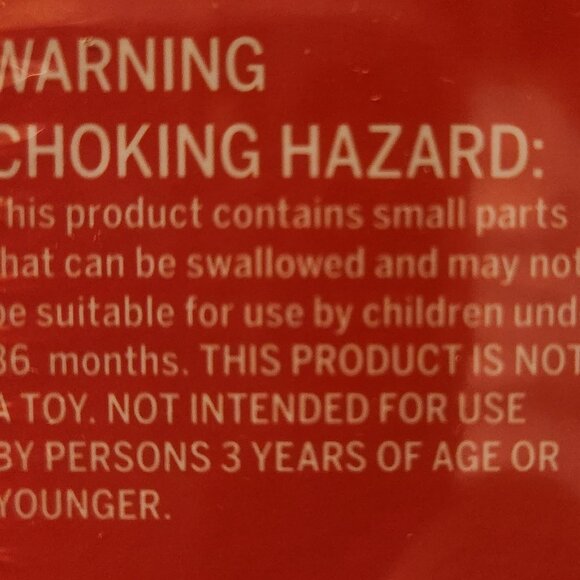 WARNING
CHOKING HAZARD:
This product contains small parts
that can be swallowed and may not
be suitable for use by children und
36 months. THIS PRODUCT IS NOT
A TOY. NOT INTENDED FOR USE
BY PERSONS 3 YEARS OF AGE OR
YOUNGER.